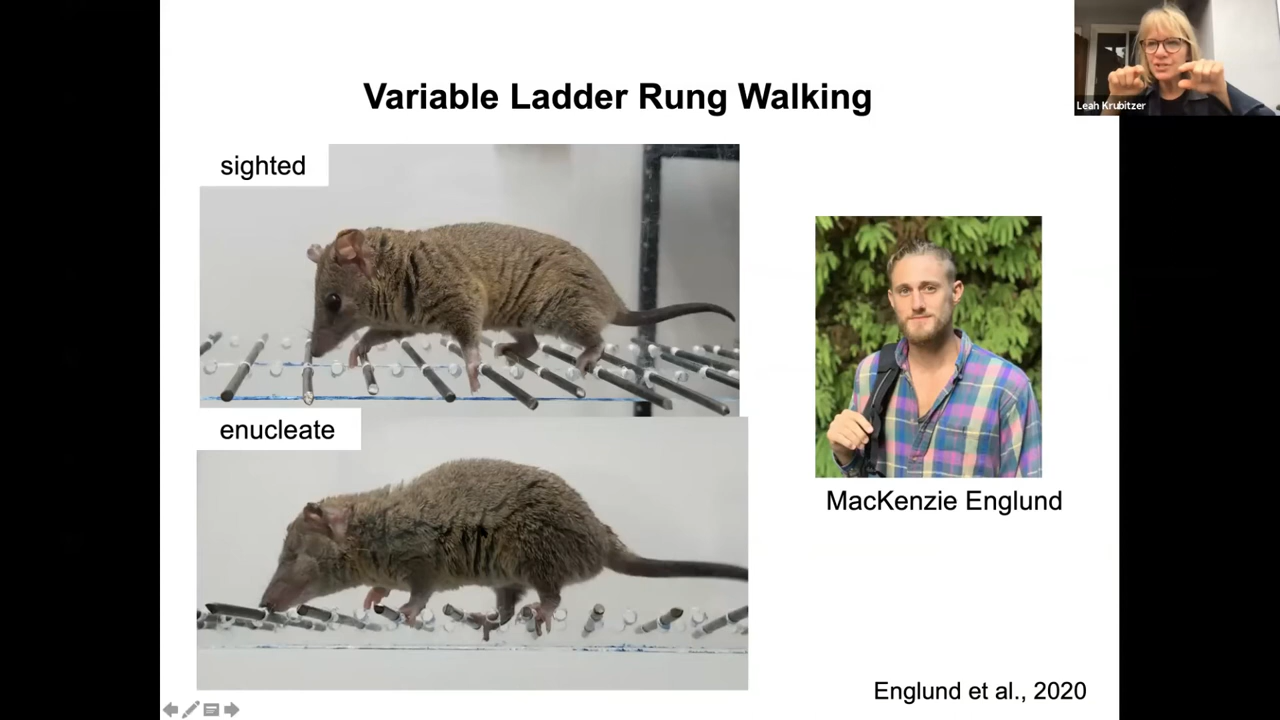 Variable Ladder Rung Walking
Leah Krubitzer
sighted
enucleate
MacKenzie Englund
Englund et al., 2020